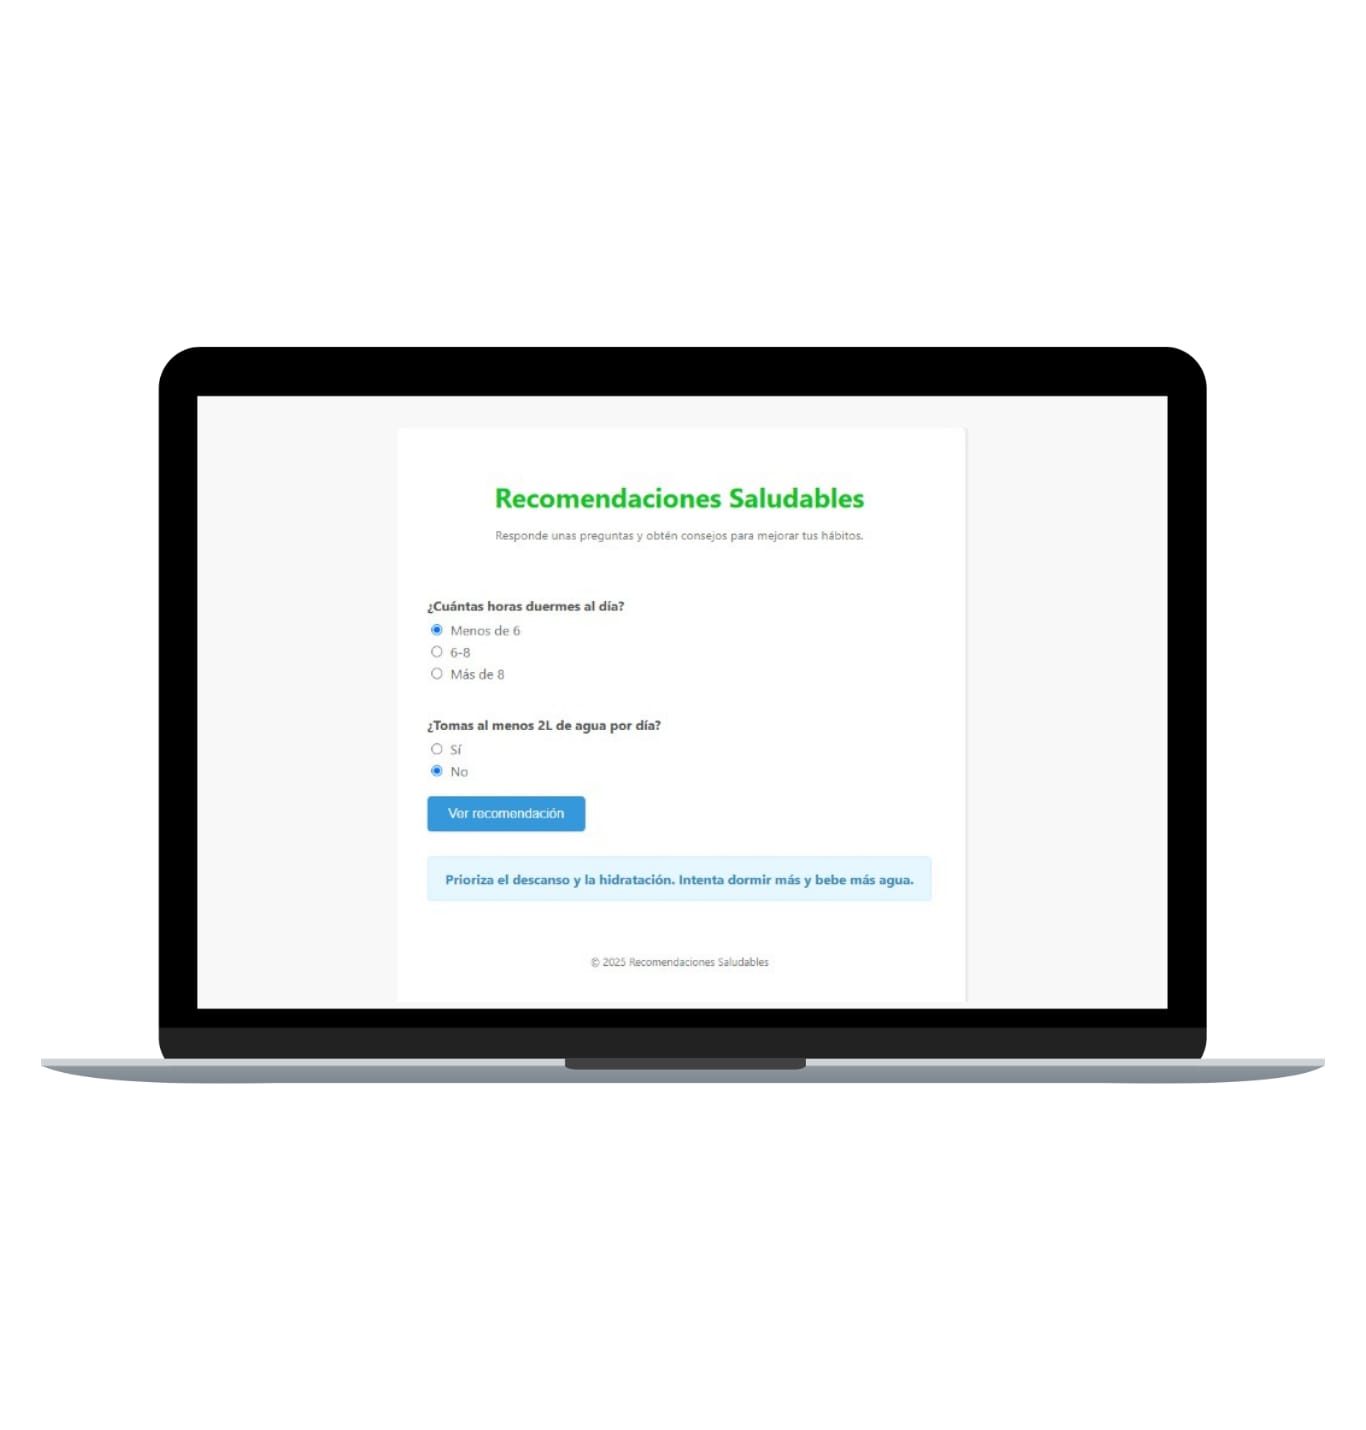 Recomendaciones Saludables
Responde unas preguntas y obtén consejos para mejorar tus hábitos.
¿Cuántas horas duermes al día?
Menos de 6
6-8
Más de 8
¿Tomas al menos 2L de agua por día?
Sí
No
Ver recomendación
Prioriza el descanso y la hidratación. Intenta dormir más y bebe más agua.
© 2025 Recomendaciones Saludables